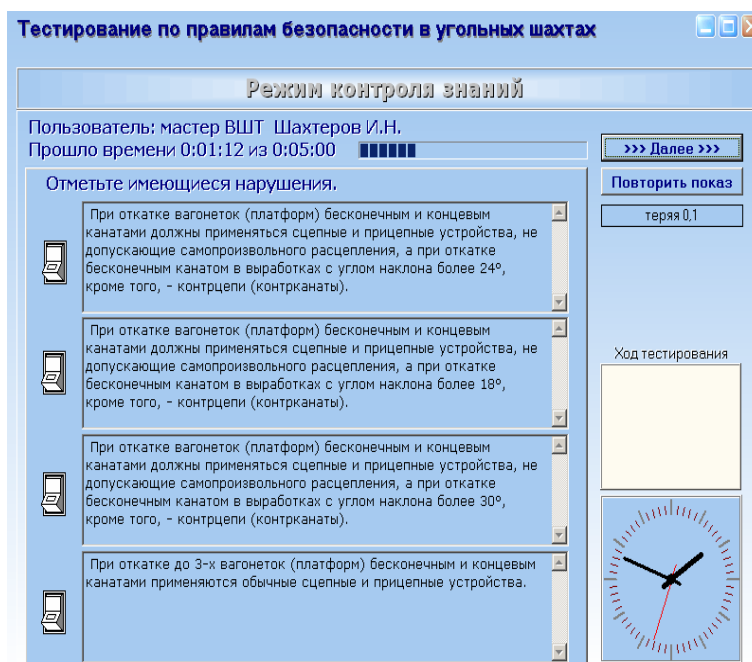 Тестирование по правилам безопасности в угольных шахтах
Режим контроля знаний
Пользователь: мастер ВШТ Шахтеров И.Н.
Прошло времени 0:01:12 из 0:05:00
>>> Далее >>>
Отметьте имеющиеся нарушения.
Повторить показ
теряя 0,1
При откатке вагонеток (платформ) бесконечным и концевым
канатами должны применяться сцепные и прицепные устройства, не
допускающие самопроизвольного расцепления, а при откатке
бесконечным канатом в выработках с углом наклона более 24º,
кроме того, - контрцепи (контрканаты).
При откатке вагонеток (платформ) бесконечным и концевым
канатами должны применяться сцепные и прицепные устройства, не
допускающие самопроизвольного расцепления, а при откатке
бесконечным канатом в выработках с углом наклона более 18º,
кроме того, - контрцепи (контрканаты).
Ход тестирования
При откатке вагонеток (платформ) бесконечным и концевым
канатами должны применяться сцепные и прицепные устройства, не
допускающие самопроизвольного расцепления, а при откатке
бесконечным канатом в выработках с углом наклона более 30º,
кроме того, - контрцепи (контрканаты).
При откатке до 3-х вагонеток (платформ) бесконечным и концевым
канатами применяются обычные сцепные и прицепные устройства.